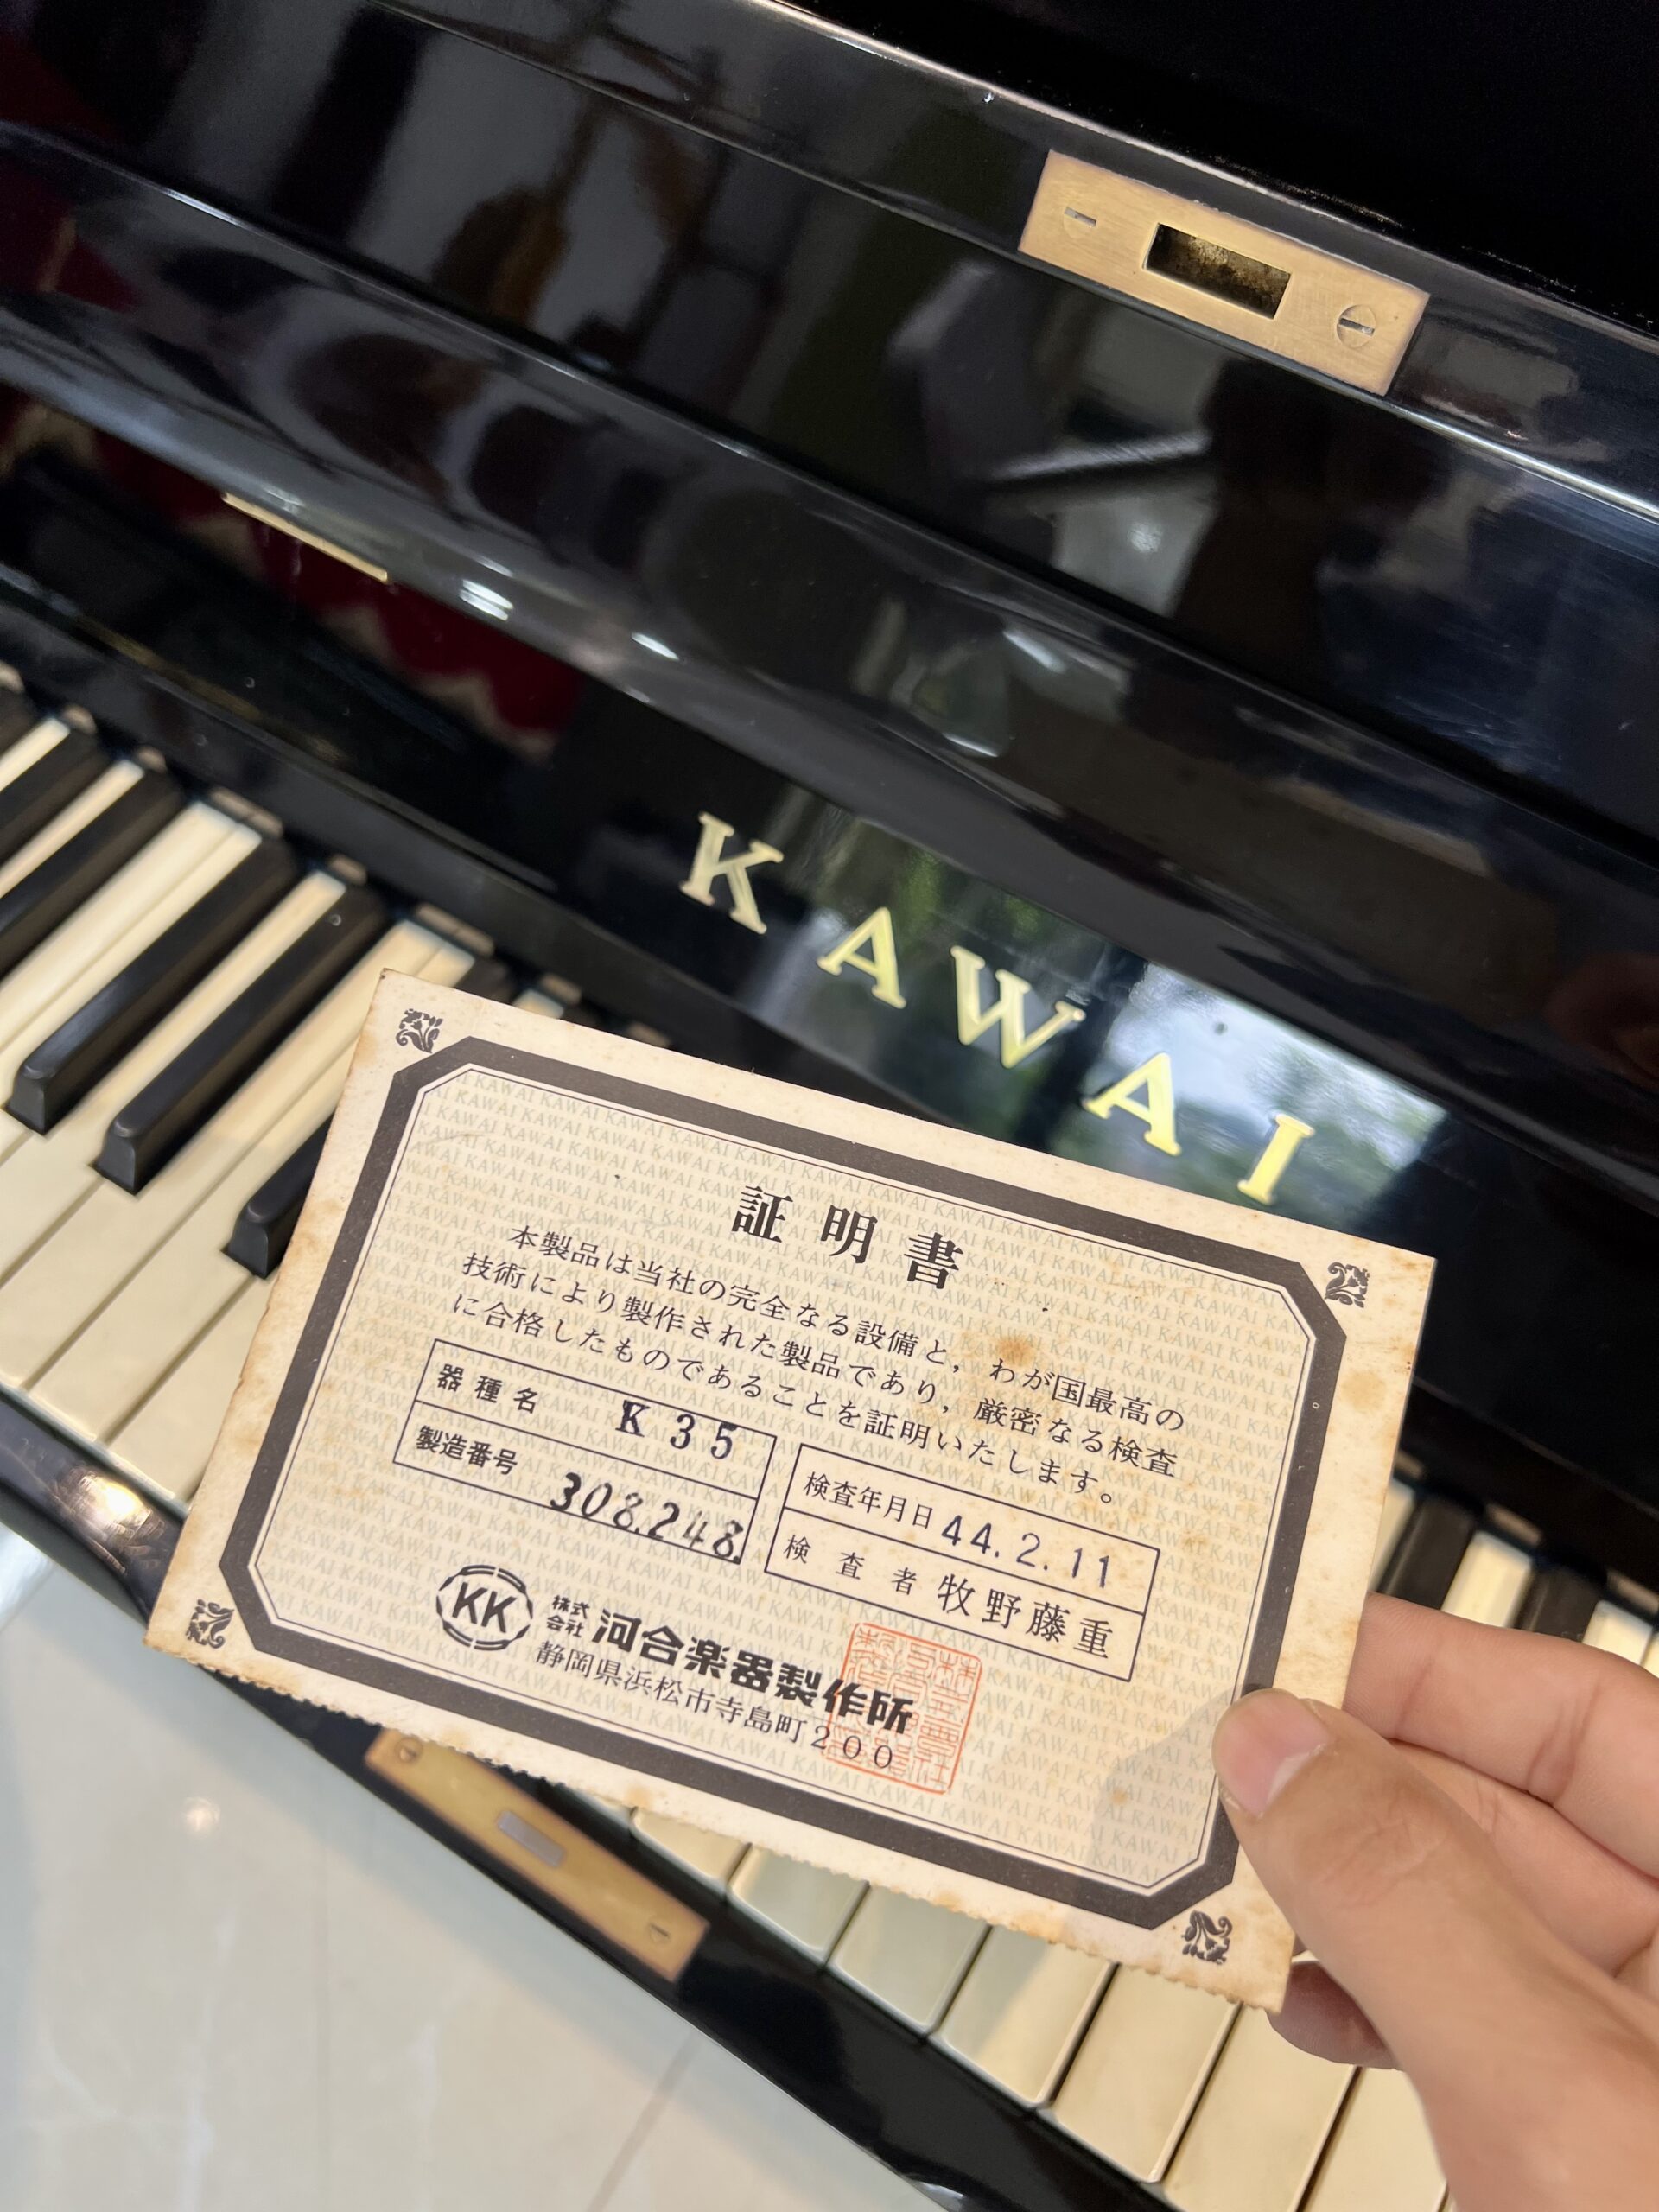 KAWAI
証明書
本製品は当社の完全なる設備と，わが国最高の
技術により製作された製品であり，厳密なる検査
に合格したものであることを証明いたします。
器種名 K35
製造番号 308.248.
検査年月日 44.2.11
検査者 牧野藤重
KK 株式会社 河合楽器製作所
静岡県浜松市寺島町200